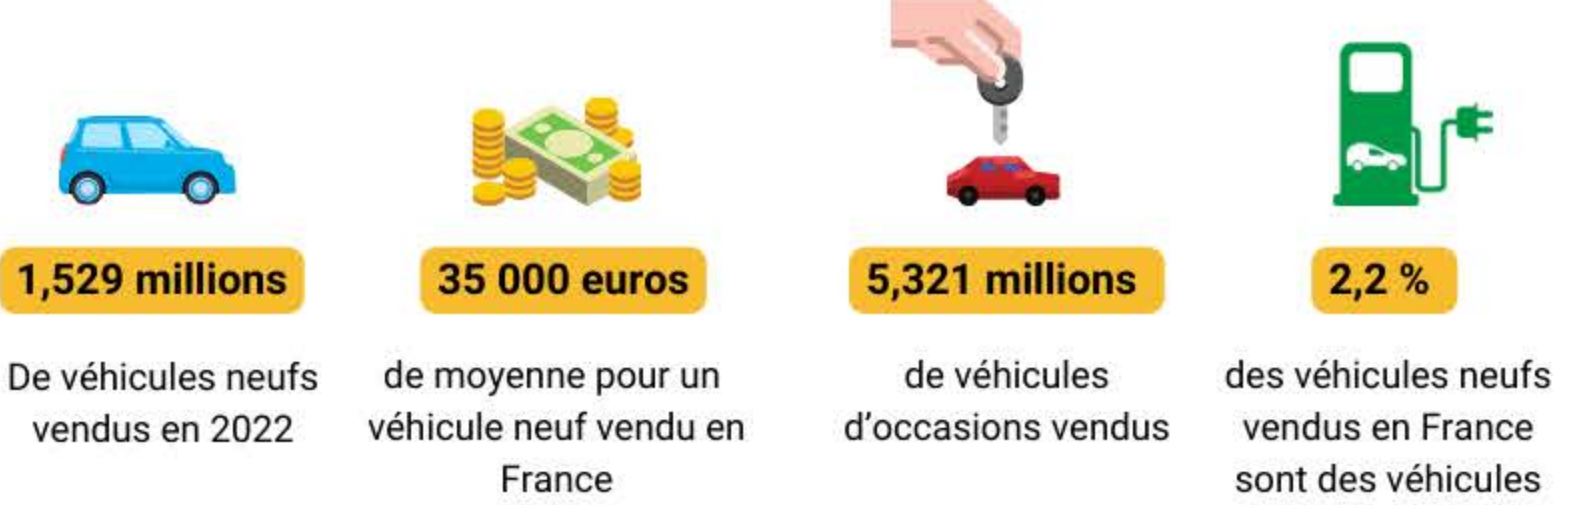 1,529 millions
De véhicules neufs
vendus en 2022
35 000 euros
de moyenne pour un
véhicule neuf vendu en
France
5,321 millions
de véhicules
d’occasions vendus
2,2 %
des véhicules neufs
vendus en France
sont des véhicules